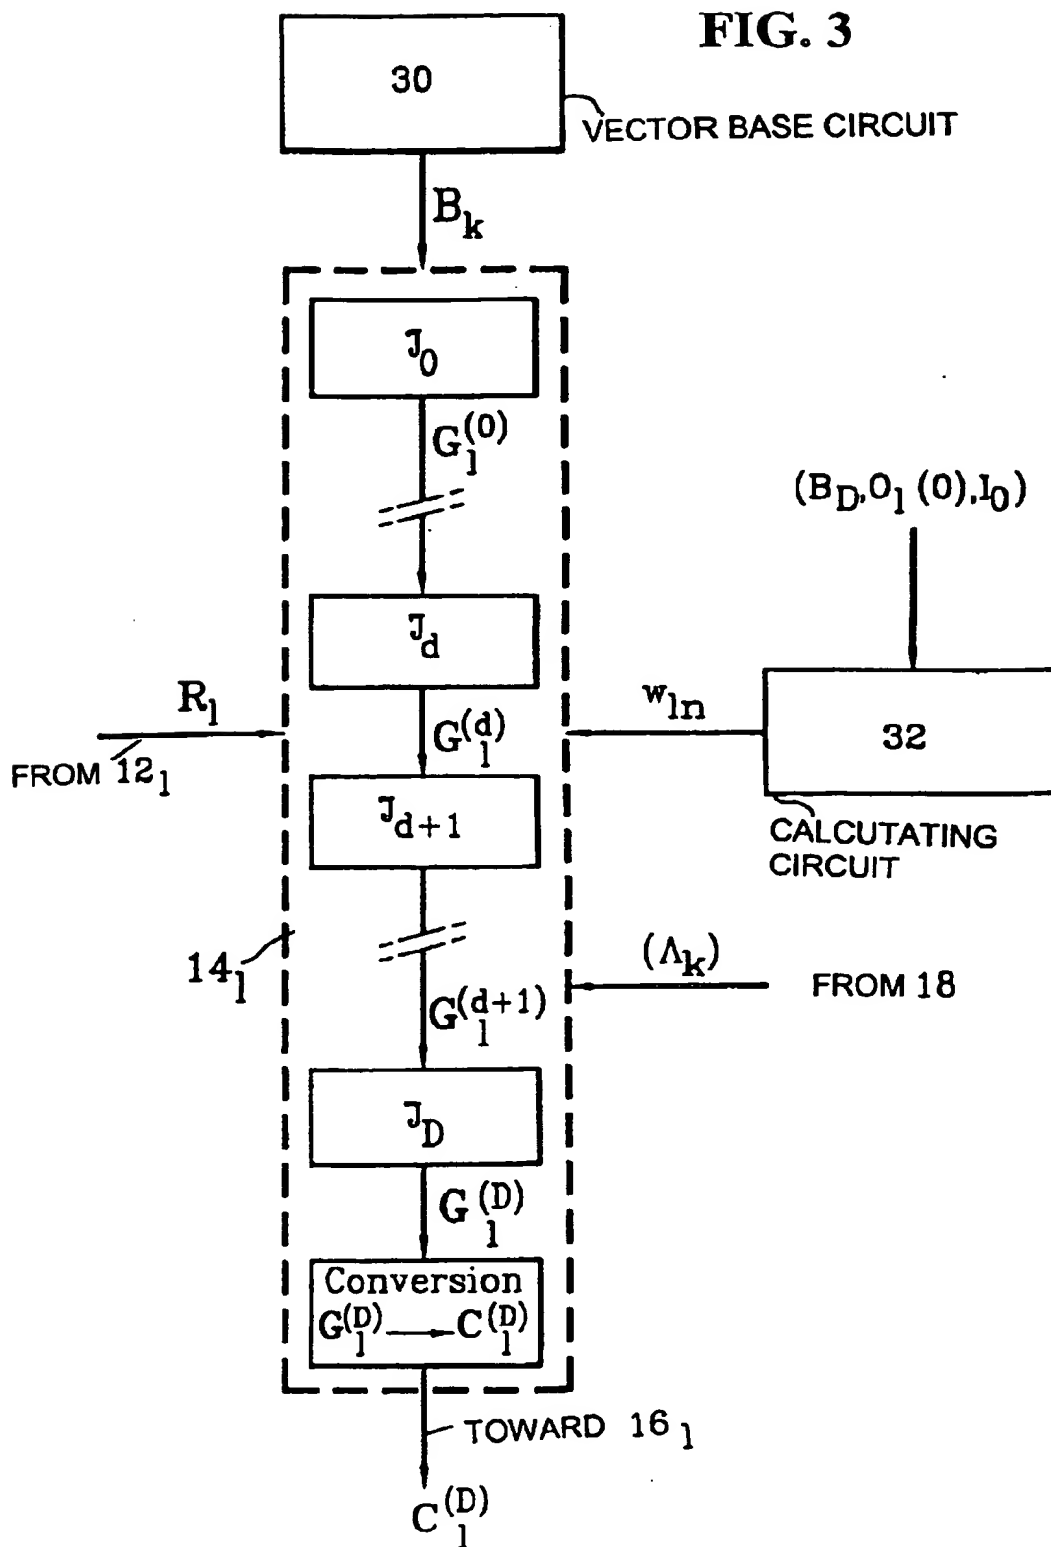 FIG. 3
30
VECTOR BASE CIRCUIT
B_k
J_0
G_l^(0)
(B_D,O_l (0),I_0)
J_d
R_l
w_ln
32
G_l^(d)
FROM 12_l
J_d+1
CALCUTATING
CIRCUIT
14_l
(Λ_k)
FROM 18
G_l^(d+1)
J_D
G_l^(D)
Conversion
G_l^(D) → C_l^(D)
TOWARD 16_l
C_l^(D)